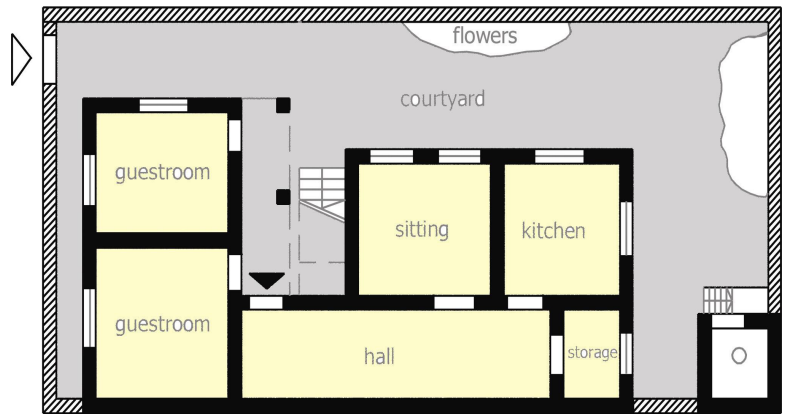 flowers
courtyard
guestroom
sitting
kitchen
guestroom
hall
storage